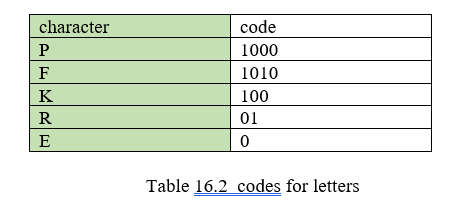 character code
P 1000
F 1010
K 100
R 01
E 0
Table 16.2 codes for letters